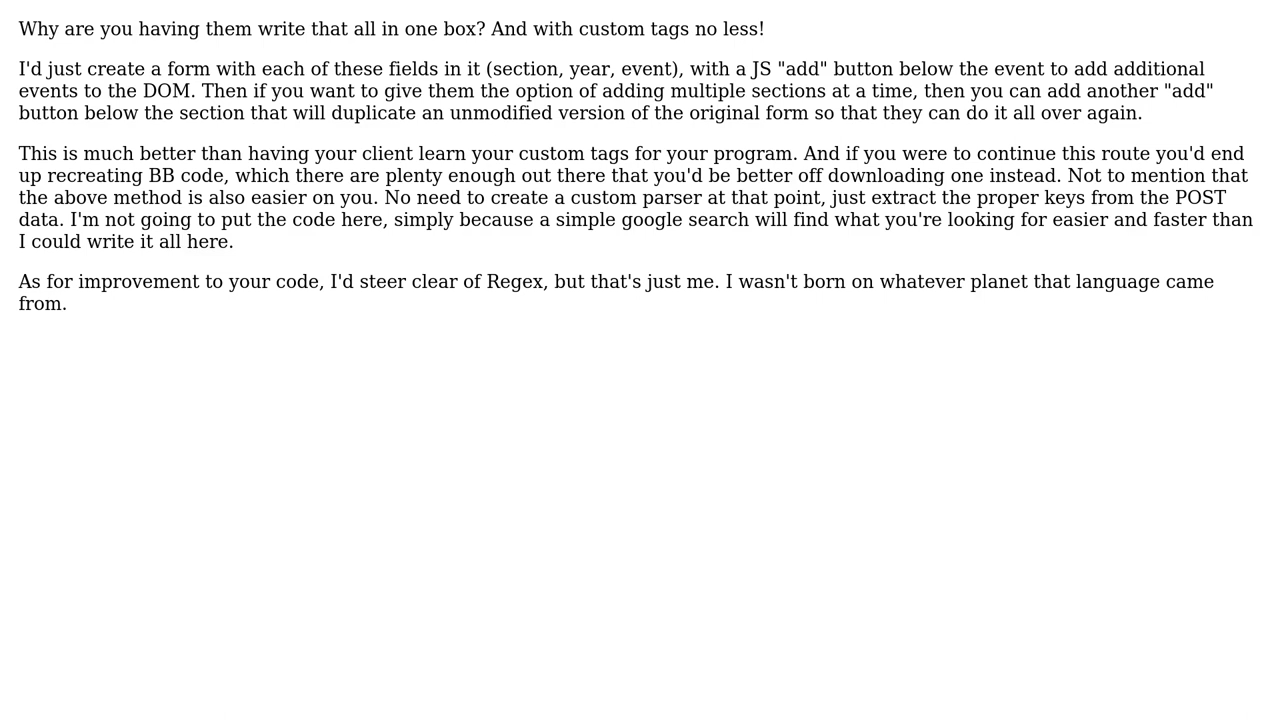 Why are you having them write that all in one box? And with custom tags no less!
I'd just create a form with each of these fields in it (section, year, event), with a JS "add" button below the event to add additional
events to the DOM. Then if you want to give them the option of adding multiple sections at a time, then you can add another "add"
button below the section that will duplicate an unmodified version of the original form so that they can do it all over again.
This is much better than having your client learn your custom tags for your program. And if you were to continue this route you'd end
up recreating BB code, which there are plenty enough out there that you'd be better off downloading one instead. Not to mention that
the above method is also easier on you. No need to create a custom parser at that point, just extract the proper keys from the POST
data. I'm not going to put the code here, simply because a simple google search will find what you're looking for easier and faster than
I could write it all here.
As for improvement to your code, I'd steer clear of Regex, but that's just me. I wasn't born on whatever planet that language came
from.